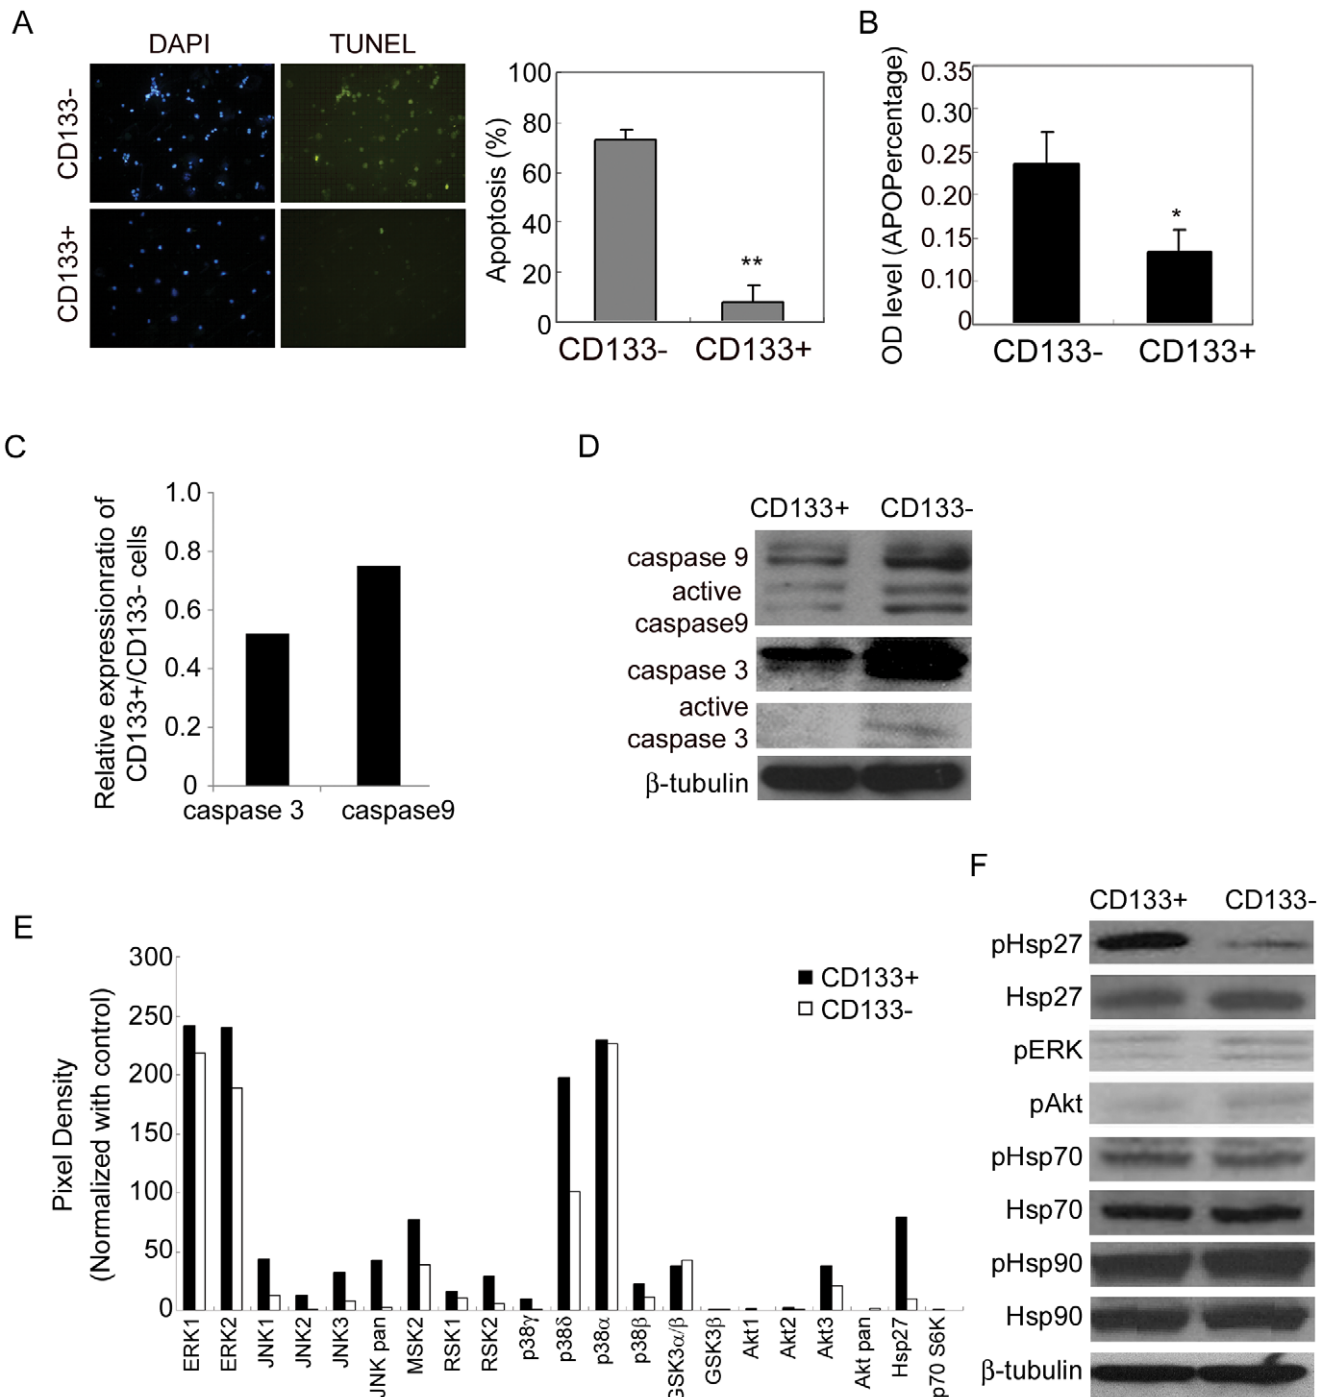 A
DAPI
TUNEL
CD133-
CD133+
Apoptosis (%)
100
80
60
40
20
0
**
CD133-
CD133+
B
OD level (APOPercentage)
0.35
0.30
0.25
0.20
0.15
0.10
0
*
CD133-
CD133+
C
Relative expressionratio of
CD133+/CD133- cells
1.0
0.8
0.6
0.4
0.2
0
caspase 3
caspase9
D
CD133+
CD133-
caspase 9
active
caspase9
caspase 3
active
caspase 3
β-tubulin
E
Pixel Density
(Normalized with control)
300
250
200
150
100
50
0
CD133+
CD133-
ERK1
ERK2
JNK1
JNK2
JNK3
JNK pan
MSK2
RSK1
RSK2
p38γ
p38δ
p38α
p38β
GSK3α/β
GSK3β
Akt1
Akt2
Akt3
Akt pan
Hsp27
p70 S6K
F
CD133+
CD133-
pHsp27
Hsp27
pERK
pAkt
pHsp70
Hsp70
pHsp90
Hsp90
β-tubulin